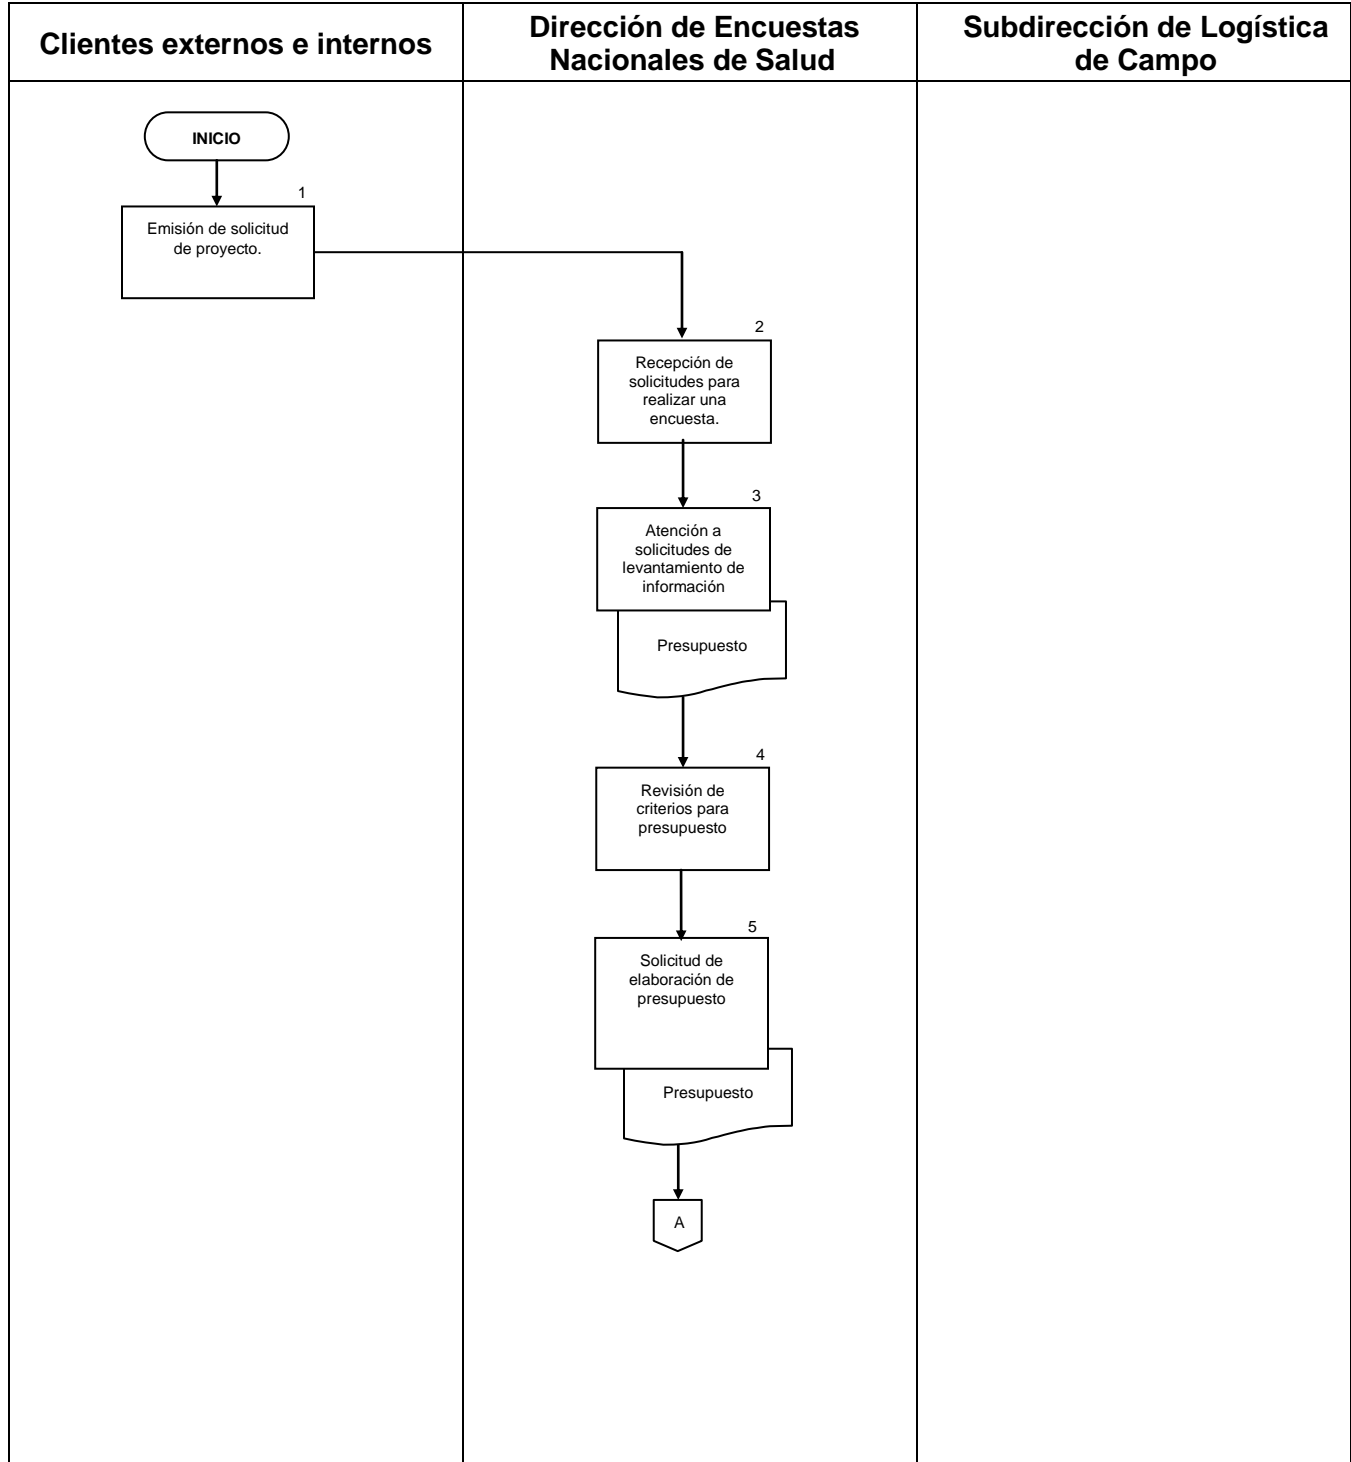 Clientes externos e internos
Dirección de Encuestas
Nacionales de Salud
Subdirección de Logística
de Campo
INICIO
1
Emisión de solicitud
de proyecto.
2
Recepción de
solicitudes para
realizar una
encuesta.
3
Atención a
solicitudes de
levantamiento de
información
Presupuesto
4
Revisión de
criterios para
presupuesto
5
Solicitud de
elaboración de
presupuesto
Presupuesto
A